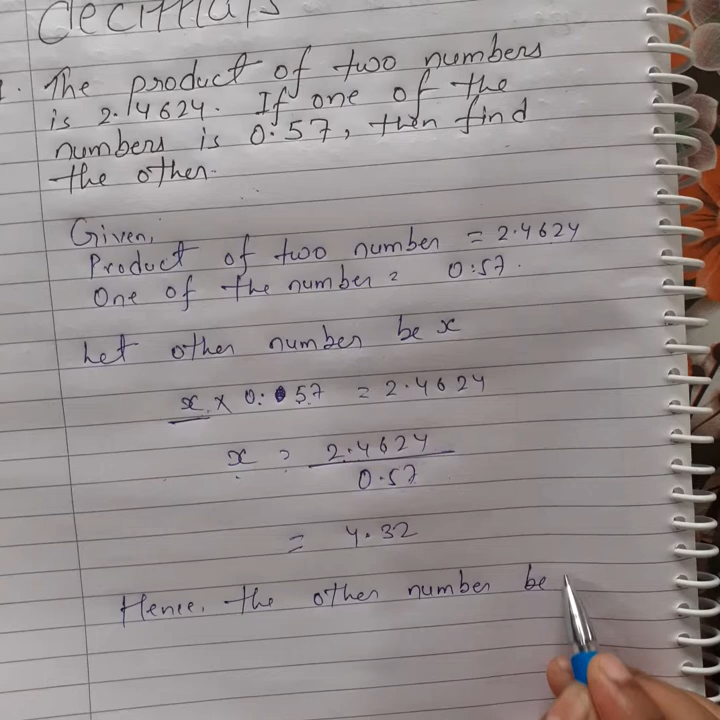 decimals
1. The product of two numbers
is 2.4624. If one of the
numbers is 0.57, then find
the other.
Given,
Product of two number = 2.4624
One of the number = 0.57.
Let other number be x
x × 0.57 = 2.4624
x = 2.4624
0.57
= 4.32
Hence, the other number be